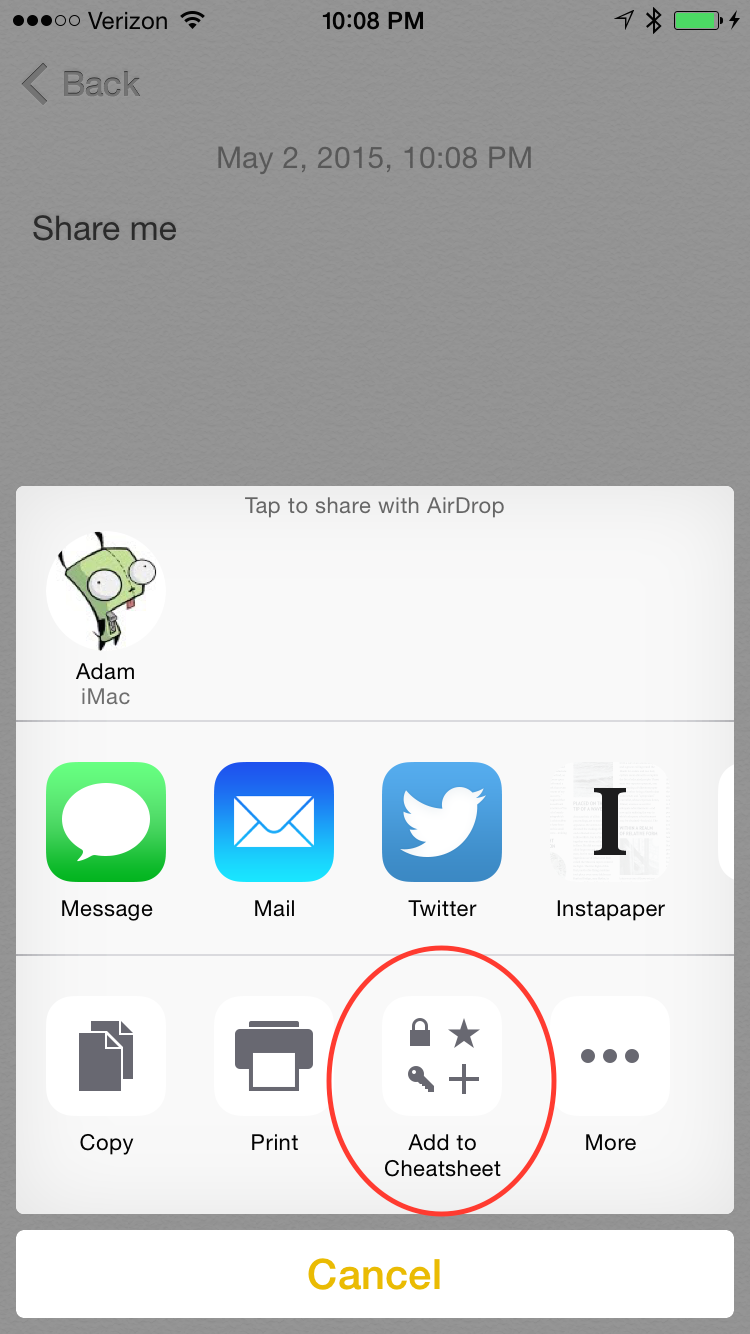 Verizon 10:08 PM
Back
May 2, 2015, 10:08 PM
Share me
Tap to share with AirDrop
Adam
iMac
I
Message Mail Twitter Instapaper
Copy Print Add to More
Cheatsheet
Cancel